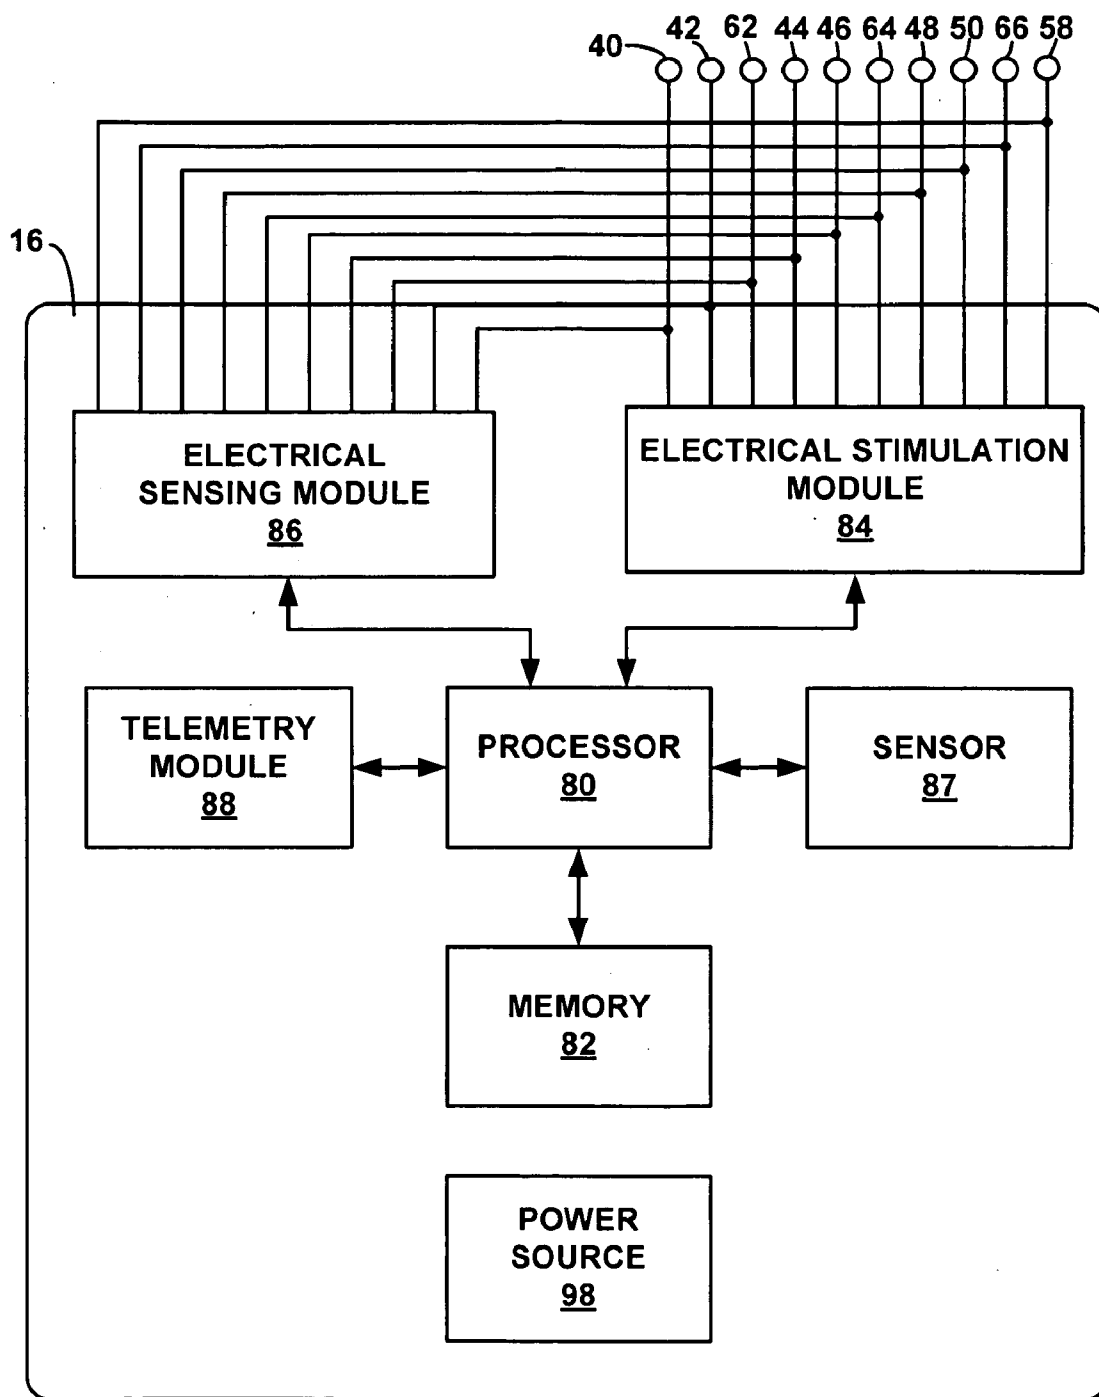 40 42 62 44 46 64 48 50 66 58
16
ELECTRICAL
SENSING MODULE
86
ELECTRICAL STIMULATION
MODULE
84
TELEMETRY
MODULE
88
PROCESSOR
80
SENSOR
87
MEMORY
82
POWER
SOURCE
98